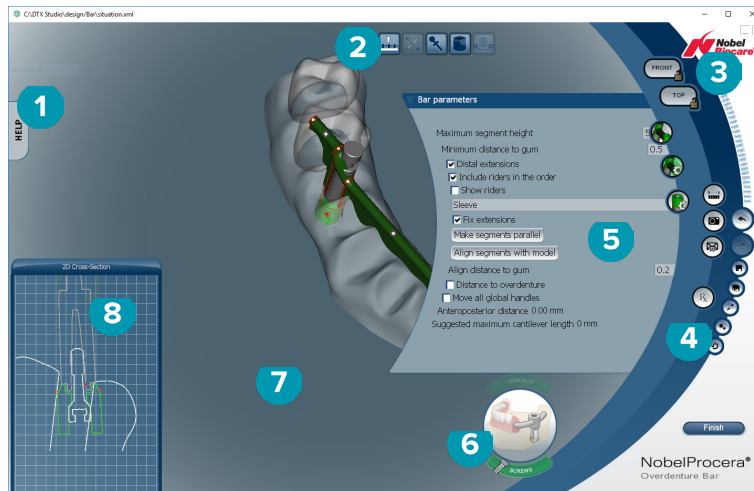 C:\DTX Studio\design\Bar\situation.xml
2
Nobel
Biocare
FRONT
3
TOP
1
HELP
Bar parameters
Maximum segment height 5
Minimum distance to gum 0.5
Distal extensions
Include riders in the order
Show riders
Sleeve
Fix extensions
5
Make segments parallel
Align segments with model
Align distance to gum 0.2
Distance to overdenture
Move all global handles
Anteroposterior distance 0.00 mm
Suggested maximum cantilever length 0 mm
2D Cross-Section
8
Rx
4
7
6
SCREWS
Finish
NobelProcera®
Overdenture Bar